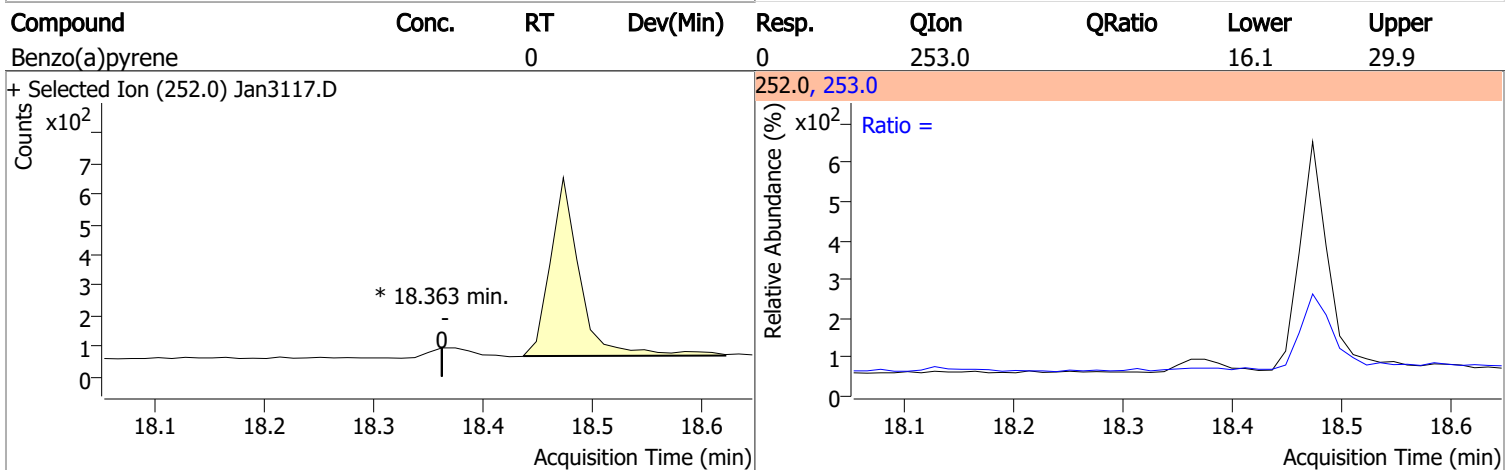 Compound Conc. RT Dev(Min) Resp. QIon QRatio Lower Upper
Benzo(a)pyrene 0 0 253.0 16.1 29.9
+ Selected Ion (252.0) Jan3117.D
Counts
x10²
7
6
5
4
3
2
1
0
* 18.363 min.
-
0
18.1 18.2 18.3 18.4 18.5 18.6
Acquisition Time (min)
252.0, 253.0
Relative Abundance (%)
x10²
Ratio =
6
5
4
3
2
1
0
18.1 18.2 18.3 18.4 18.5 18.6
Acquisition Time (min)